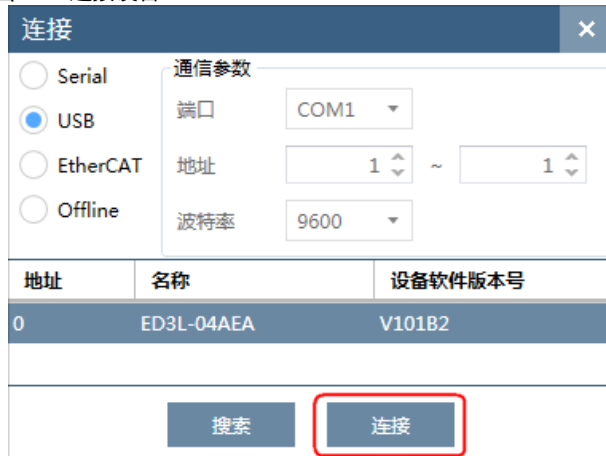 连接
Serial
USB
EtherCAT
Offline
通信参数
端口 COM1
地址 1 ~ 1
波特率 9600
地址 名称 设备软件版本号
0 ED3L-04AEA V101B2
搜索 连接